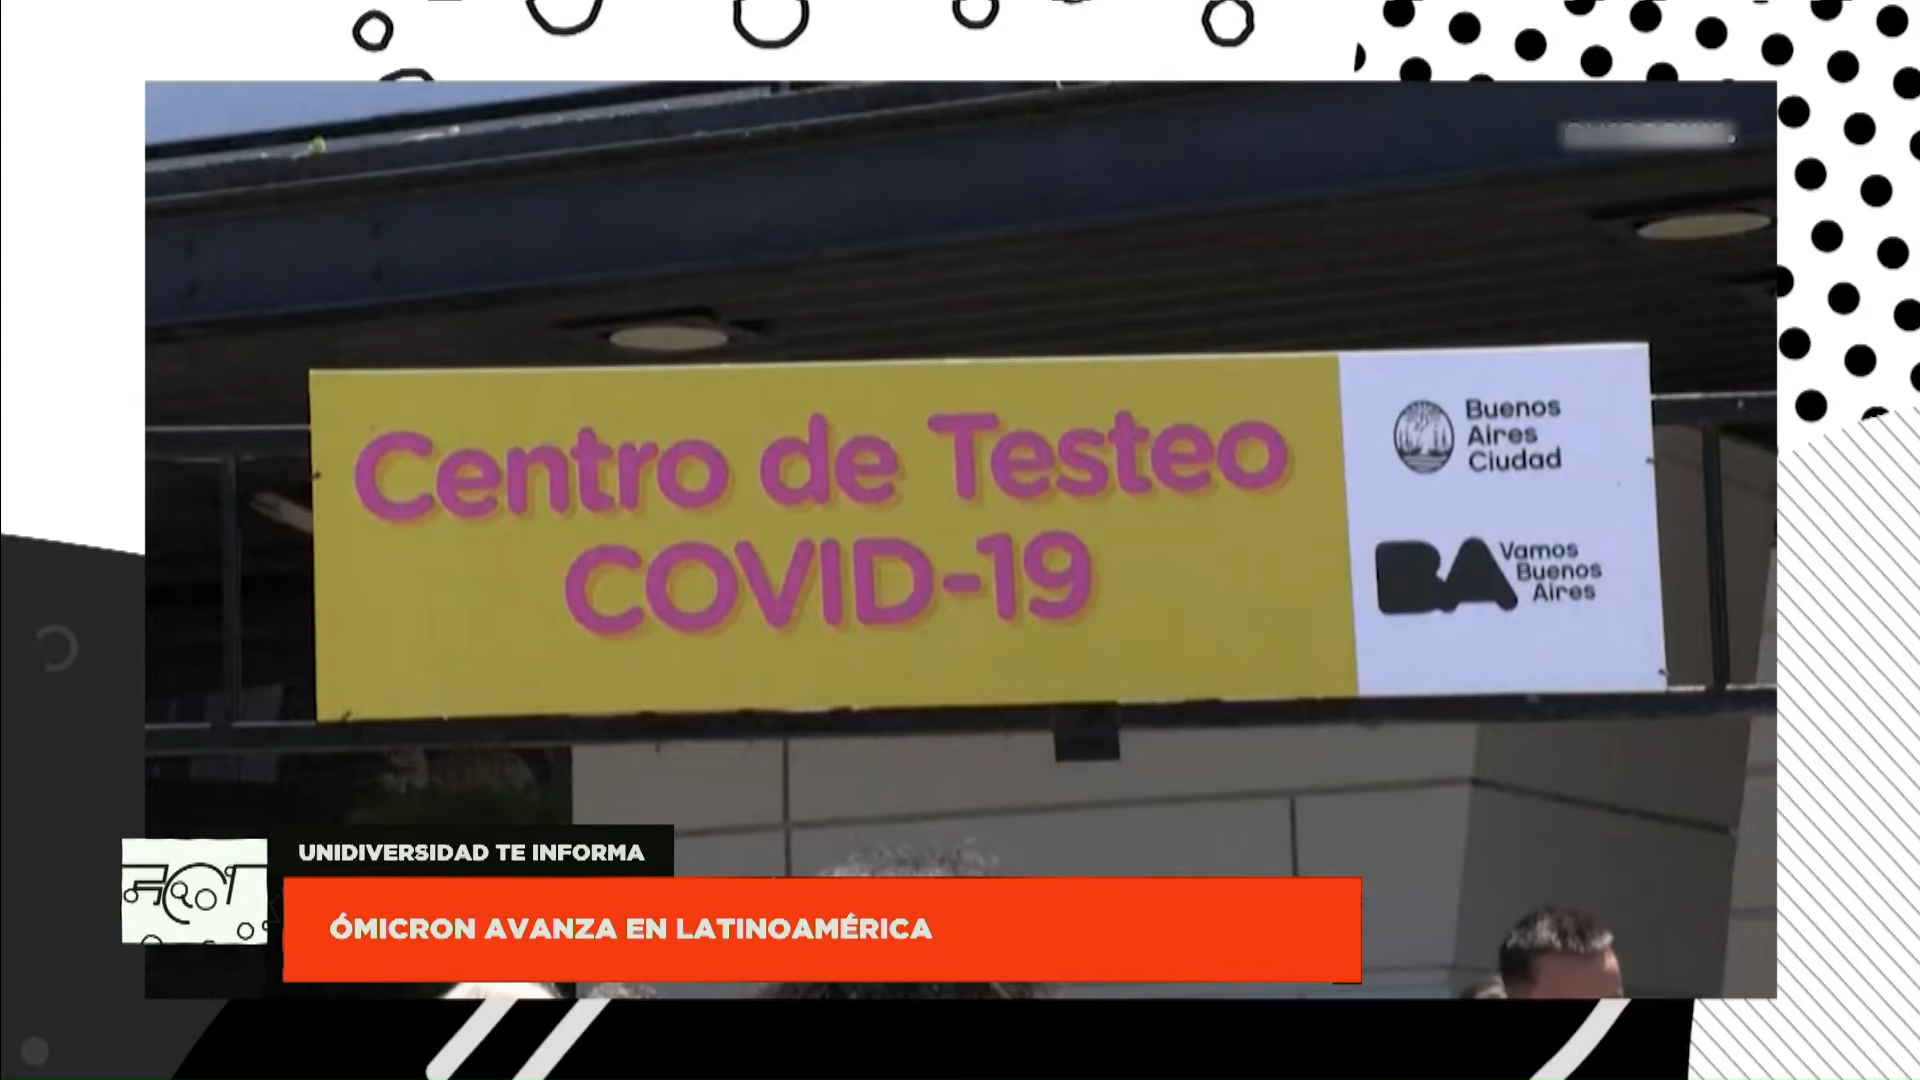 Centro de Testeo
COVID-19
Buenos
Aires
Ciudad
BA
Vamos
Buenos
Aires
UNIDIVERSIDAD TE INFORMA
ÓMICRON AVANZA EN LATINOAMÉRICA